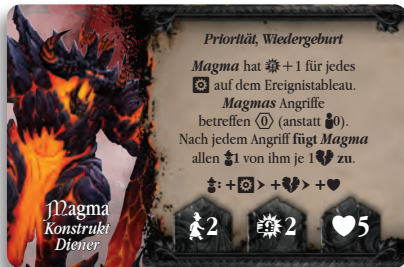 Priorität, Wiedergeburt
Magma hat +1 für jedes
auf dem Ereignistableau.
Magmas Angriffe
betreffen 0 (anstatt 0).
Nach jedem Angriff fügt Magma
allen 1 von ihm je 1 zu.
: + > + > +
Magma
Konstrukt
Diener
2
2
5